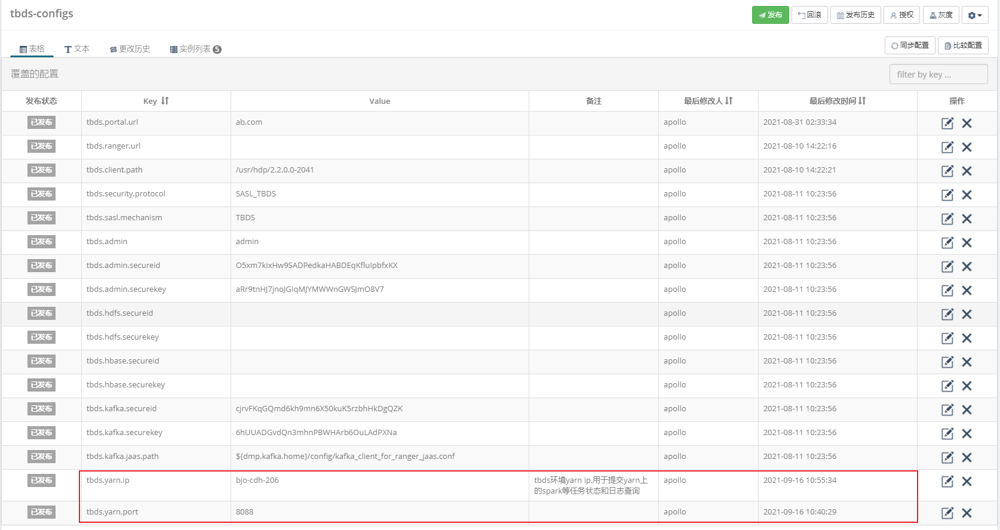 tbds-configs
发布 回滚 发布历史 授权 灰度
表格 文本 更改历史 实例列表 5 同步配置 比较配置
覆盖的配置 filter by key ...
发布状态 Key Value 备注 最后修改人 最后修改时间 操作
已发布 tbds.portal.url ab.com apollo 2021-08-31 02:33:34
已发布 tbds.ranger.url apollo 2021-08-10 14:22:16
已发布 tbds.client.path /usr/hdp/2.2.0.0-2041 apollo 2021-08-10 14:22:21
已发布 tbds.security.protocol SASL_TBDS apollo 2021-08-11 10:23:56
已发布 tbds.sasl.mechanism TBDS apollo 2021-08-11 10:23:56
已发布 tbds.admin admin apollo 2021-08-11 10:23:56
已发布 tbds.admin.secureid O5xm7kixHw9SADPedkaHABDEqKfluIpbfxKX apollo 2021-08-11 10:23:56
已发布 tbds.admin.securekey aRr9tnHJ7jnoJGIqMJYMWWnGWSJmO8V7 apollo 2021-08-11 10:23:56
已发布 tbds.hdfs.secureid apollo 2021-08-11 10:23:56
已发布 tbds.hdfs.securekey apollo 2021-08-11 10:23:56
已发布 tbds.hbase.secureid apollo 2021-08-11 10:23:56
已发布 tbds.hbase.securekey apollo 2021-08-11 10:23:56
已发布 tbds.kafka.secureid cjrvFKqGQmd6kh9mn6X50kuK5rzbhHkDgQZK apollo 2021-08-11 10:23:56
已发布 tbds.kafka.securekey 6hUUADGvdQn3mhnPBWHArb6OuLAdPXNa apollo 2021-08-11 10:23:56
已发布 tbds.kafka.jaas.path ${dmp.kafka.home}/config/kafka_client_for_ranger_jaas.conf apollo 2021-08-11 10:23:56
已发布 tbds.yarn.ip bjo-cdh-206 tbds环境yarn ip,用于提交yarn上 apollo 2021-09-16 10:55:34
的spark等任务状态和日志查询
已发布 tbds.yarn.port 8088 apollo 2021-09-16 10:40:29